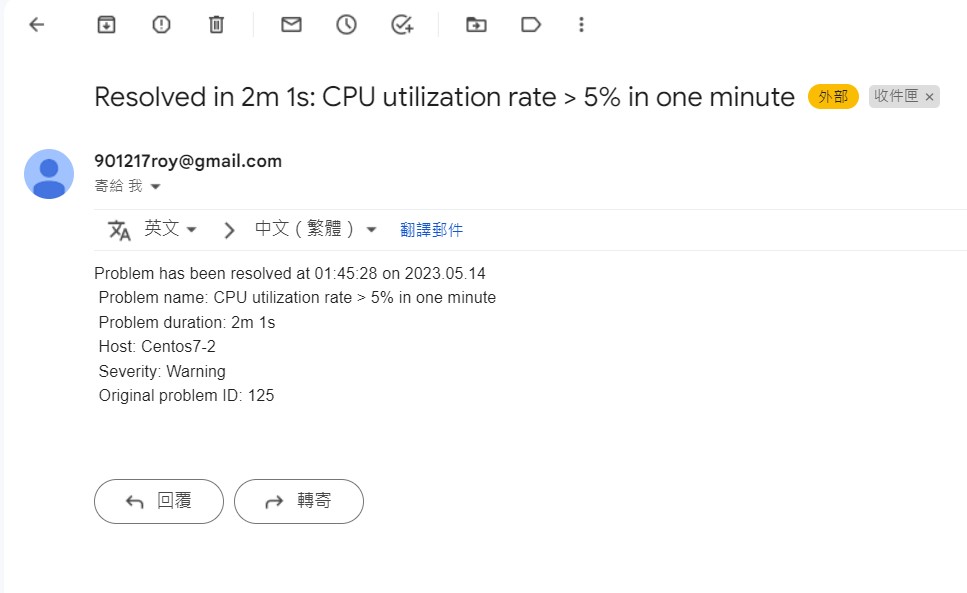 Resolved in 2m 1s: CPU utilization rate > 5% in one minute 外部 收件匣 ×
901217roy@gmail.com
寄給 我
英文 中文（繁體） 翻譯郵件
Problem has been resolved at 01:45:28 on 2023.05.14
Problem name: CPU utilization rate > 5% in one minute
Problem duration: 2m 1s
Host: Centos7-2
Severity: Warning
Original problem ID: 125
回覆 轉寄